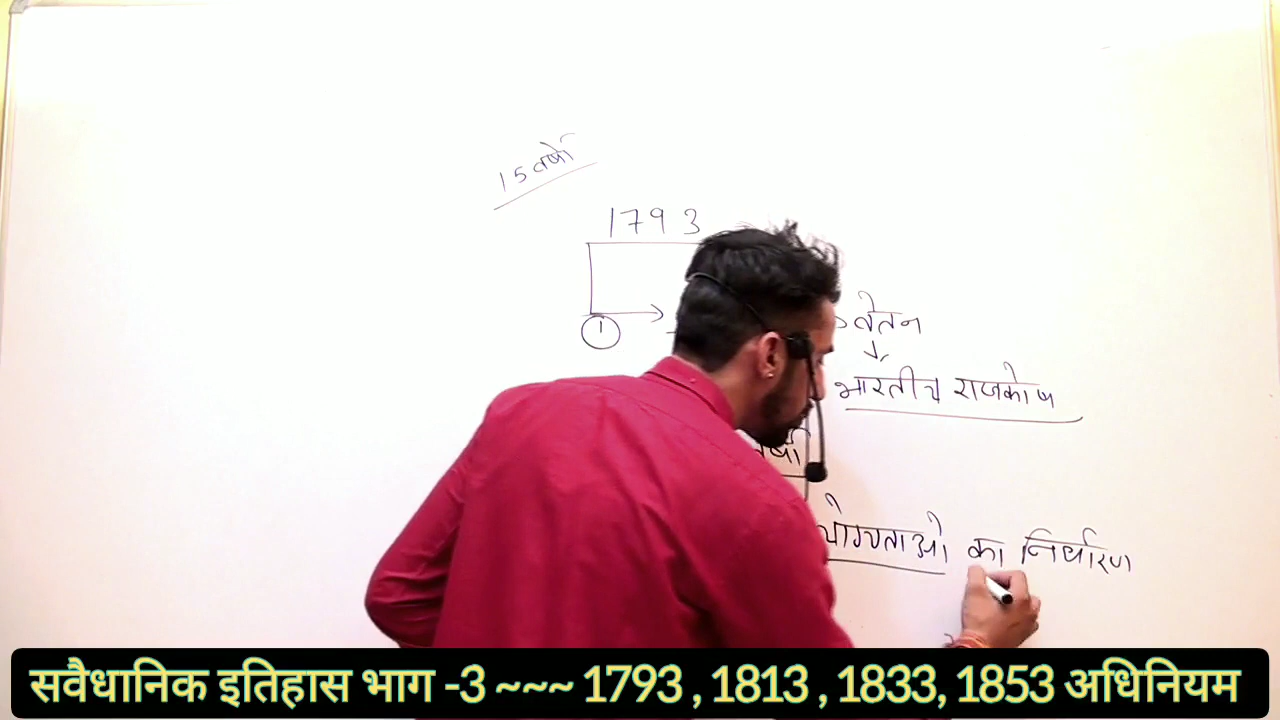 15 वर्षो
1793
1
वेतन
भारतीय राजकोष
योग्यताओ का निर्धारण
सवैधानिक इतिहास भाग -3 ~~~ 1793 , 1813 , 1833, 1853 अधिनियम